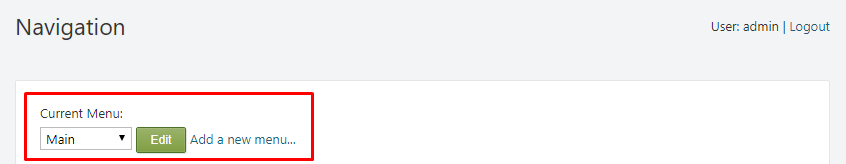 Navigation
User: admin | Logout
Current Menu:
Main Edit Add a new menu...